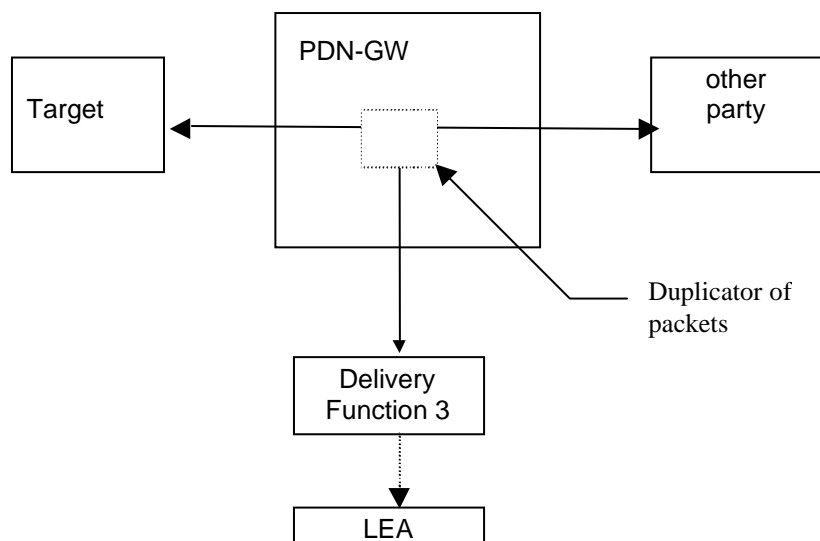 PDN-GW
Target
other
party
Duplicator of
packets
Delivery
Function 3
LEA